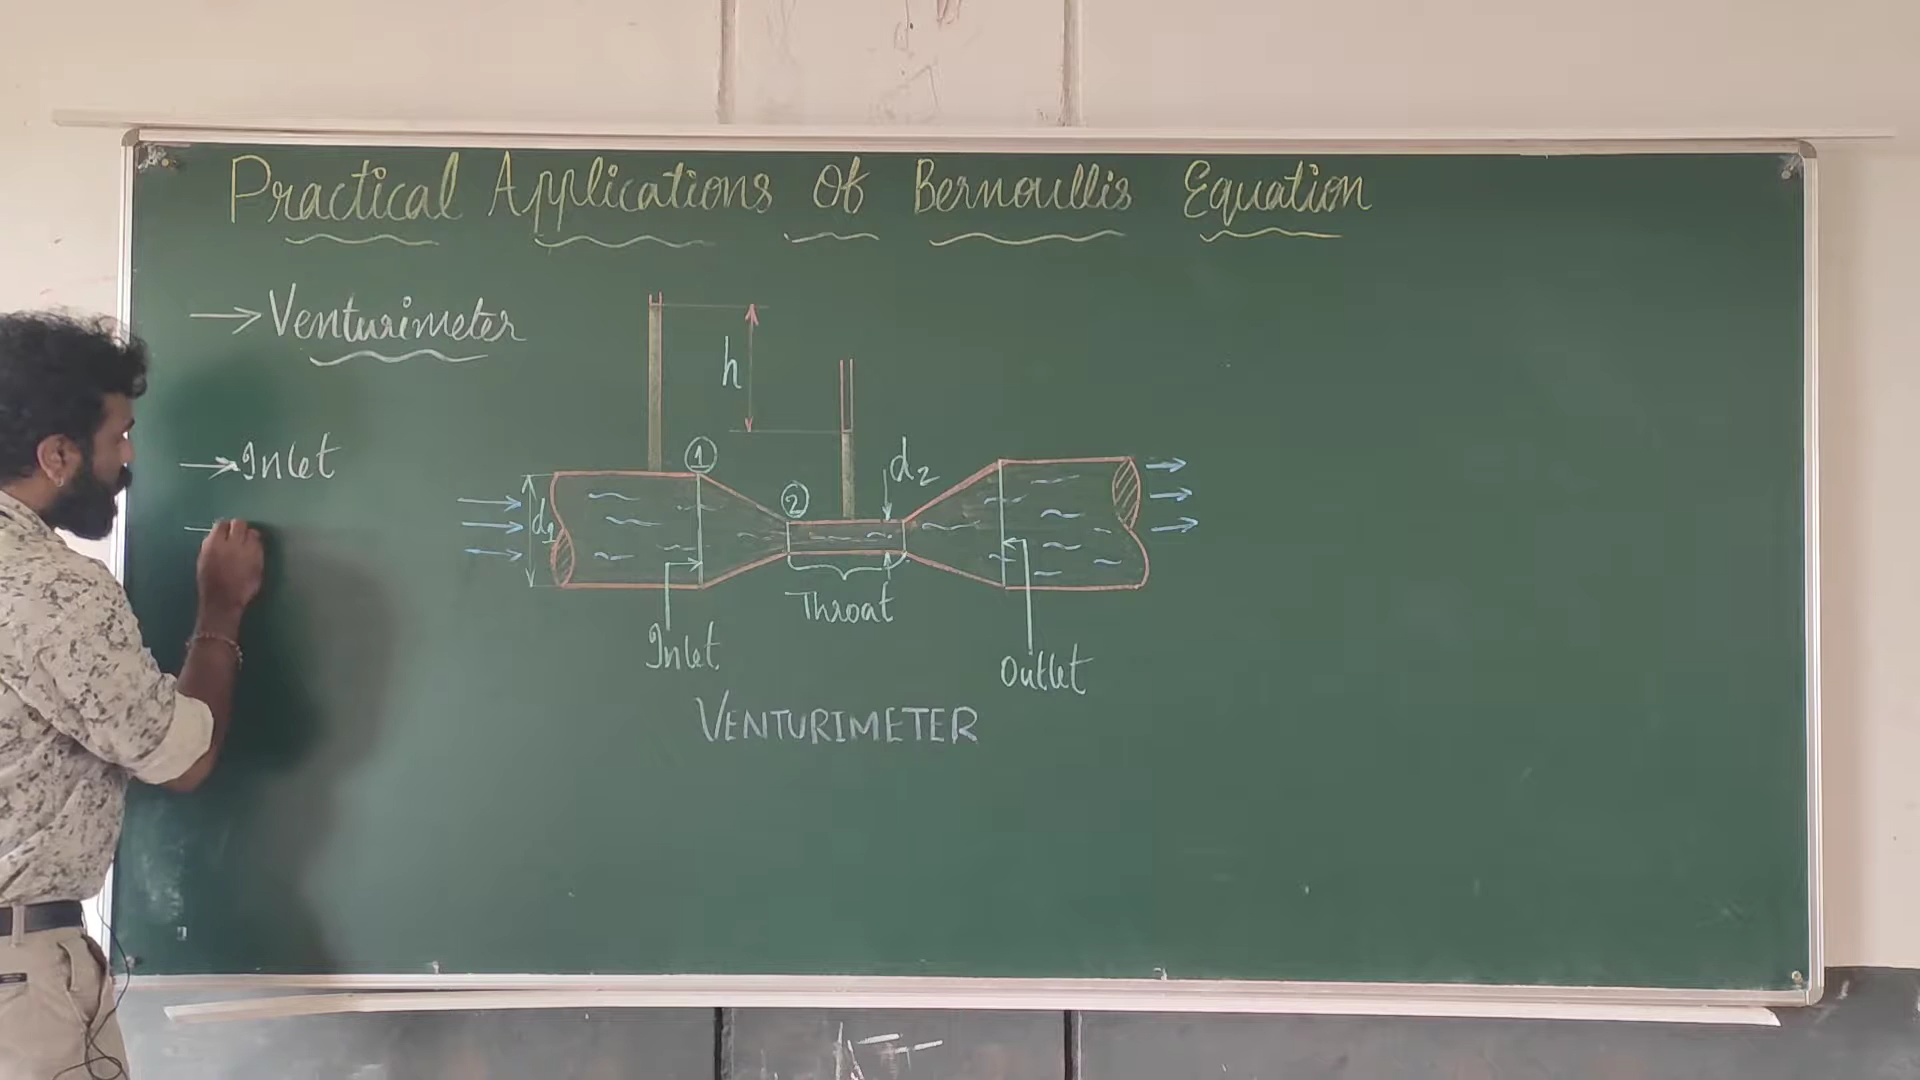 Practical Applications Of Bernoullis Equation
→ Venturimeter
h
→ Inlet
①
d2
②
d1
→
Throat
Inlet
Outlet
VENTURIMETER